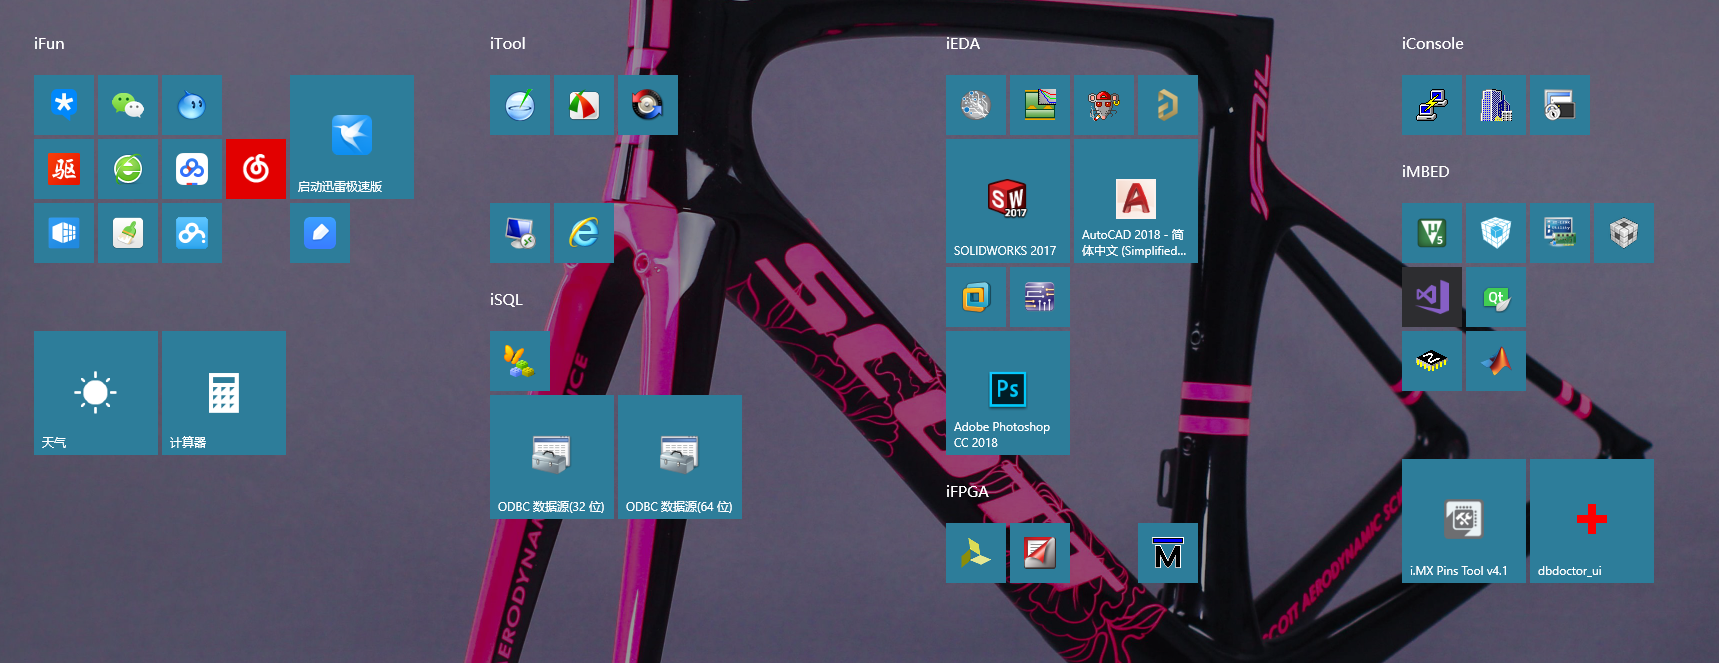 iFun
iTool
iEDA
iConsole
驱
启动迅雷极速版
天气
计算器
iSQL
ODBC 数据源(32 位)
ODBC 数据源(64 位)
SW
2017
SOLIDWORKS 2017
A
AutoCAD 2018 - 简
体中文 (Simplified...
Ps
Adobe Photoshop
CC 2018
iFPGA
M
iMBED
μ
5
Qt
i.MX Pins Tool v4.1
dbdoctor_ui
SCOTT
FOIL
AERODYNAMIC
SCOTT AERODYNAMIC SCIENCE